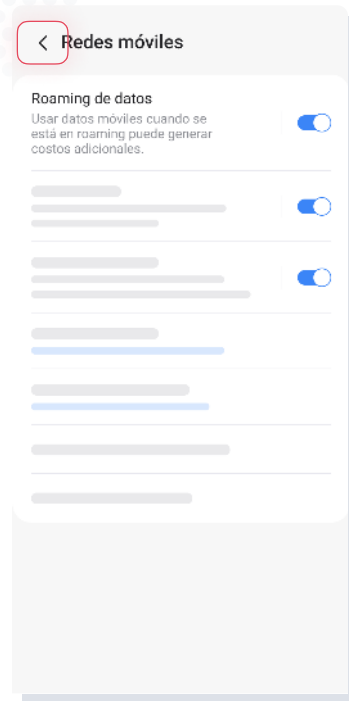 Redes móviles
Roaming de datos
Usar datos móviles cuando se
está en roaming puede generar
costos adicionales.